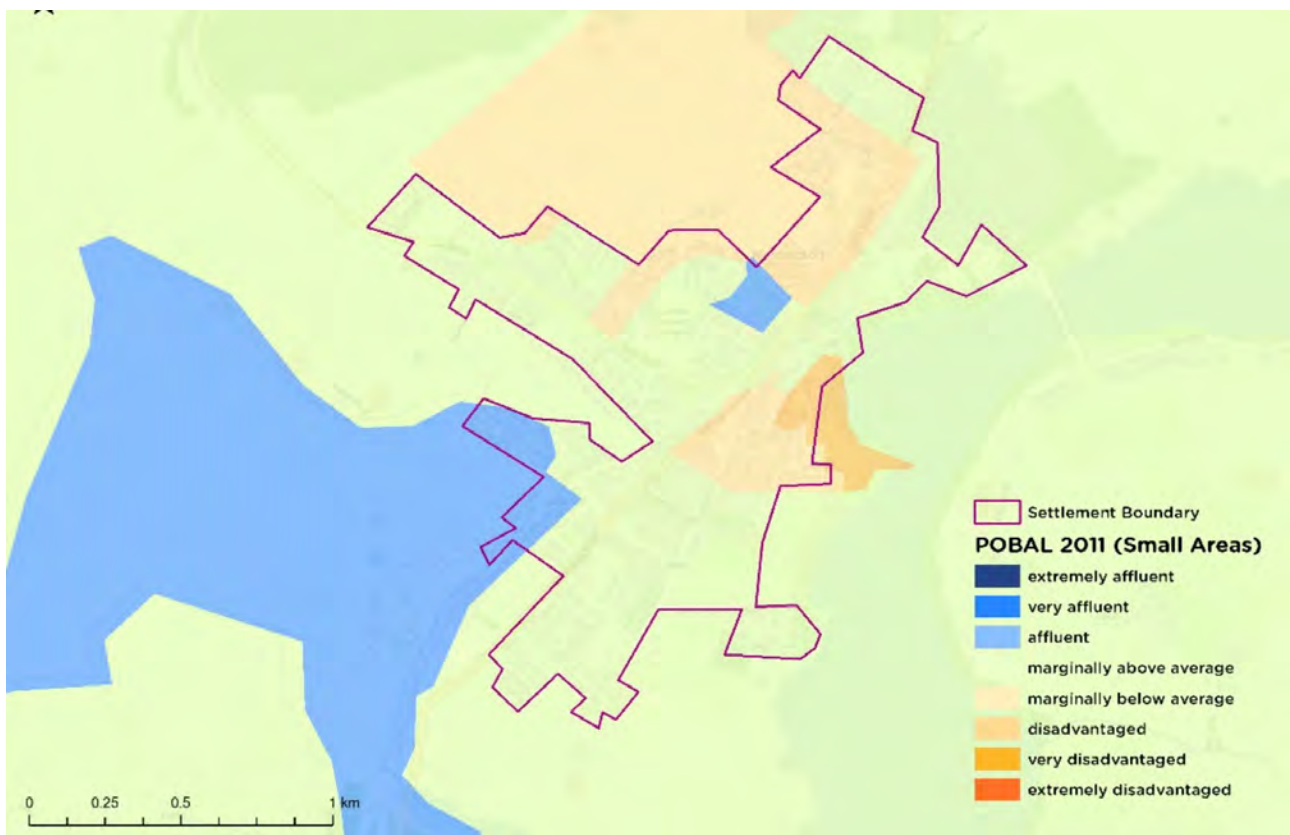 Settlement Boundary
POBAL 2011 (Small Areas)
extremely affluent
very affluent
affluent
marginally above average
marginally below average
disadvantaged
very disadvantaged
extremely disadvantaged
0 0.25 0.5 1 km